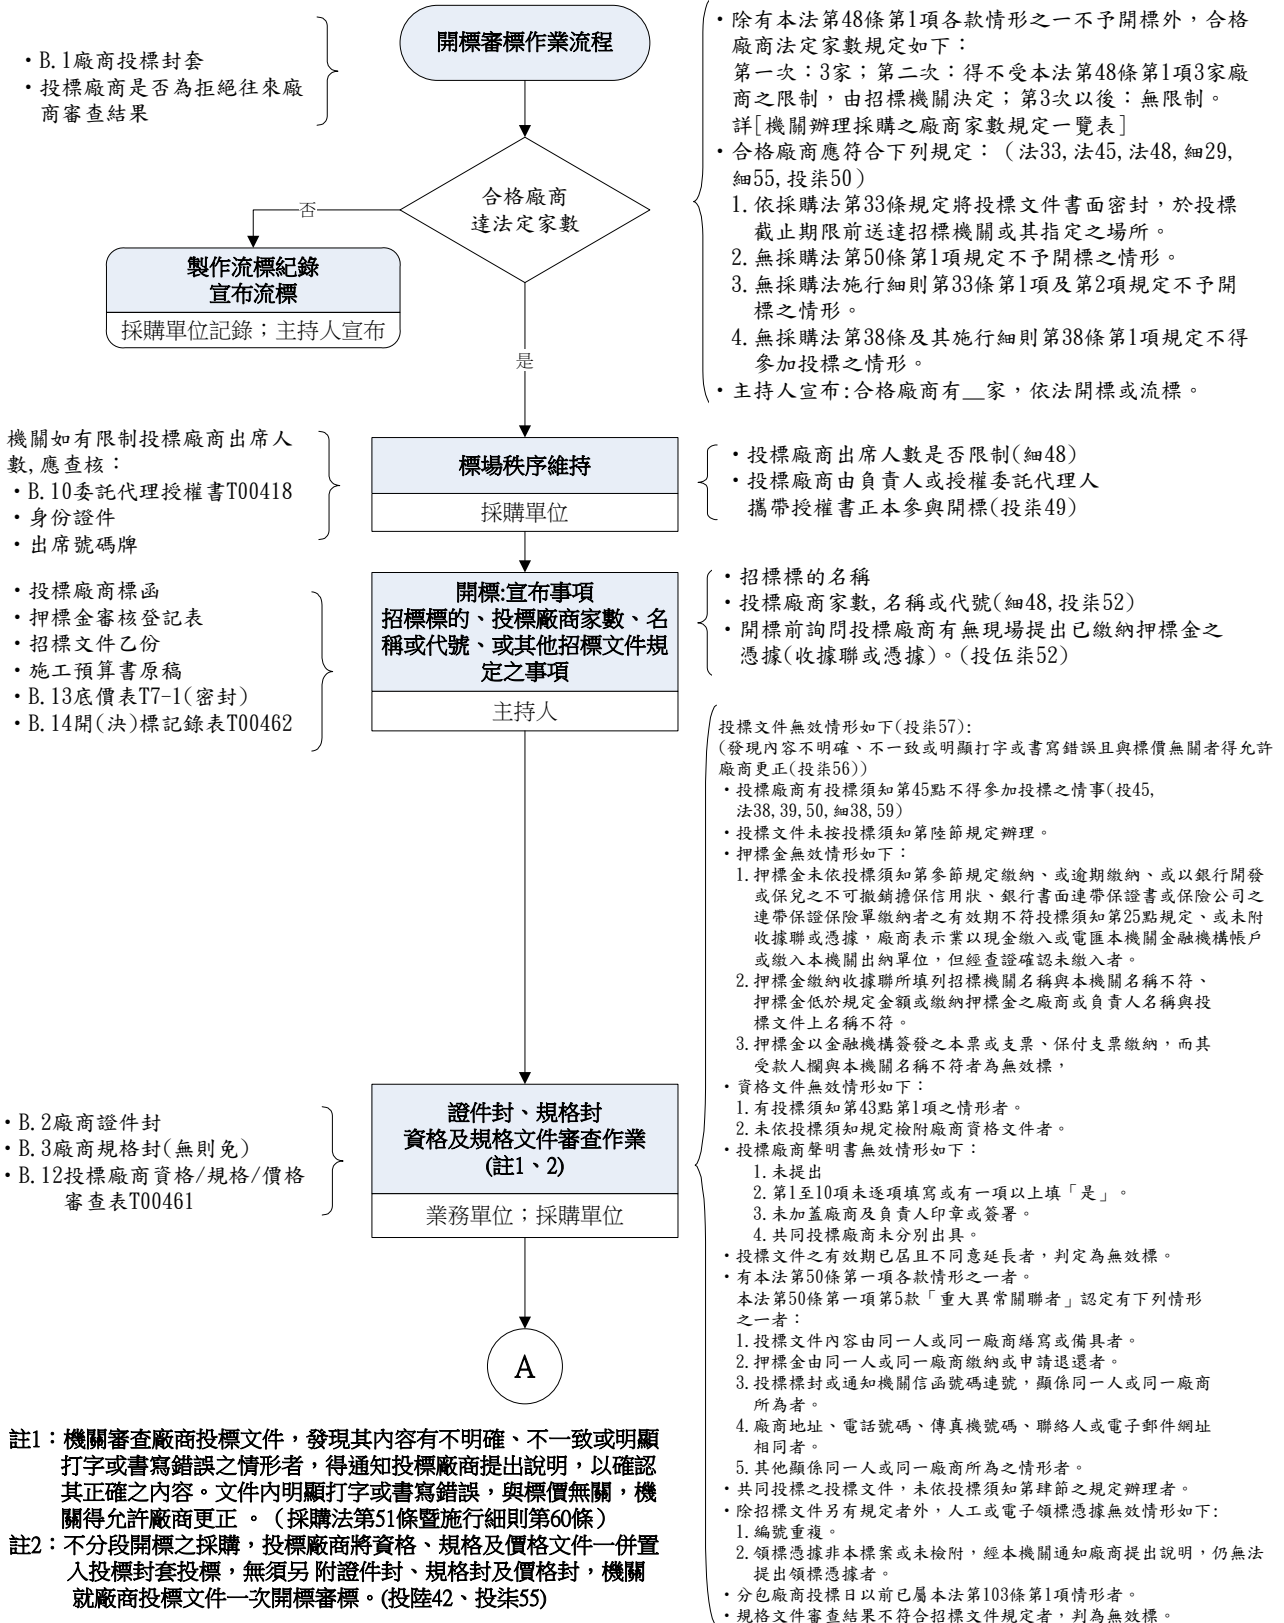 開標審標作業流程
・B.1廠商投標封套
・投標廠商是否為拒絕往來廠
商審查結果
・除有本法第48條第1項各款情形之一不予開標外，合格
廠商法定家數規定如下：
第一次：3家；第二次：得不受本法第48條第1項3家廠
商之限制，由招標機關決定；第3次以後：無限制。
詳[機關辦理採購之廠商家數規定一覽表]
・合格廠商應符合下列規定：（法33,法45,法48,細29,
細55,投柒50）
1.依採購法第33條規定將投標文件書面密封，於投標
截止期限前送達招標機關或其指定之場所。
2.無採購法第50條第1項規定不予開標之情形。
3.無採購法施行細則第33條第1項及第2項規定不予開
標之情形。
4.無採購法第38條及其施行細則第38條第1項規定不得
參加投標之情形。
・主持人宣布:合格廠商有__家，依法開標或流標。
合格廠商
達法定家數
否
製作流標紀錄
宣布流標
採購單位記錄；主持人宣布
是
機關如有限制投標廠商出席人
數,應查核：
・B.10委託代理授權書T00418
・身份證件
・出席號碼牌
標場秩序維持
採購單位
・投標廠商出席人數是否限制(細48)
・投標廠商由負責人或授權委託代理人
攜帶授權書正本參與開標(投柒49)
・投標廠商標函
・押標金審核登記表
・招標文件乙份
・施工預算書原稿
・B.13底價表T7-1(密封)
・B.14開(決)標記錄表T00462
開標:宣布事項
招標標的、投標廠商家數、名
稱或代號、或其他招標文件規
定之事項
主持人
・招標標的名稱
・投標廠商家數,名稱或代號(細48,投柒52)
・開標前詢問投標廠商有無現場提出已繳納押標金之
憑據(收據聯或憑據)。(投伍柒52)
投標文件無效情形如下(投柒57):
(發現內容不明確、不一致或明顯打字或書寫錯誤且與標價無關者得允許
廠商更正(投柒56))
・投標廠商有投標須知第45點不得參加投標之情事(投45,
法38,39,50,細38,59)
・投標文件未按投標須知第陸節規定辦理。
・押標金無效情形如下：
1.押標金未依投標須知第參節規定繳納、或逾期繳納、或以銀行開發
或保兌之不可撤銷擔保信用狀、銀行書面連帶保證書或保險公司之
連帶保證保險單繳納者之有效期不符投標須知第25點規定、或未附
收據聯或憑據，廠商表示業以現金繳入或電匯本機關金融機構帳戶
或繳入本機關出納單位，但經查證確認未繳入者。
2.押標金繳納收據聯所填列招標機關名稱與本機關名稱不符、
押標金低於規定金額或繳納押標金之廠商或負責人名稱與投
標文件上名稱不符。
3.押標金以金融機構簽發之本票或支票、保付支票繳納，而其
受款人欄與本機關名稱不符者為無效標，
・資格文件無效情形如下：
1.有投標須知第43點第1項之情形者。
2.未依投標須知規定檢附廠商資格文件者。
・投標廠商聲明書無效情形如下：
1.未提出
2.第1至10項未逐項填寫或有一項以上填「是」。
3.未加蓋廠商及負責人印章或簽署。
4.共同投標廠商未分別出具。
・投標文件之有效期已屆且不同意延長者，判定為無效標。
・有本法第50條第一項各款情形之一者。
本法第50條第一項第5款「重大異常關聯者」認定有下列情形
之一者：
1.投標文件內容由同一人或同一廠商繕寫或備具者。
2.押標金由同一人或同一廠商繳納或申請退還者。
3.投標標封或通知機關信函號碼連號，顯係同一人或同一廠商
所為者。
4.廠商地址、電話號碼、傳真機號碼、聯絡人或電子郵件網址
相同者。
5.其他顯係同一人或同一廠商所為之情形者。
・共同投標之投標文件，未依投標須知第肆節之規定辦理者。
・除招標文件另有規定者外，人工或電子領標憑據無效情形如下:
1.編號重複。
2.領標憑據非本標案或未檢附，經本機關通知廠商提出說明，仍無法
提出領標憑據者。
・分包廠商投標日以前已屬本法第103條第1項情形者。
・規格文件審查結果不符合招標文件規定者，判為無效標。
・B.2廠商證件封
・B.3廠商規格封(無則免)
・B.12投標廠商資格/規格/價格
審查表T00461
證件封、規格封
資格及規格文件審查作業
(註1、2)
業務單位；採購單位
A
註1：機關審查廠商投標文件，發現其內容有不明確、不一致或明顯
打字或書寫錯誤之情形者，得通知投標廠商提出說明，以確認
其正確之內容。文件內明顯打字或書寫錯誤，與標價無關，機
關得允許廠商更正 。（採購法第51條暨施行細則第60條）
註2：不分段開標之採購，投標廠商將資格、規格及價格文件一併置
入投標封套投標，無須另 附證件封、規格封及價格封，機關
就廠商投標文件一次開標審標。(投陸42、投柒55)